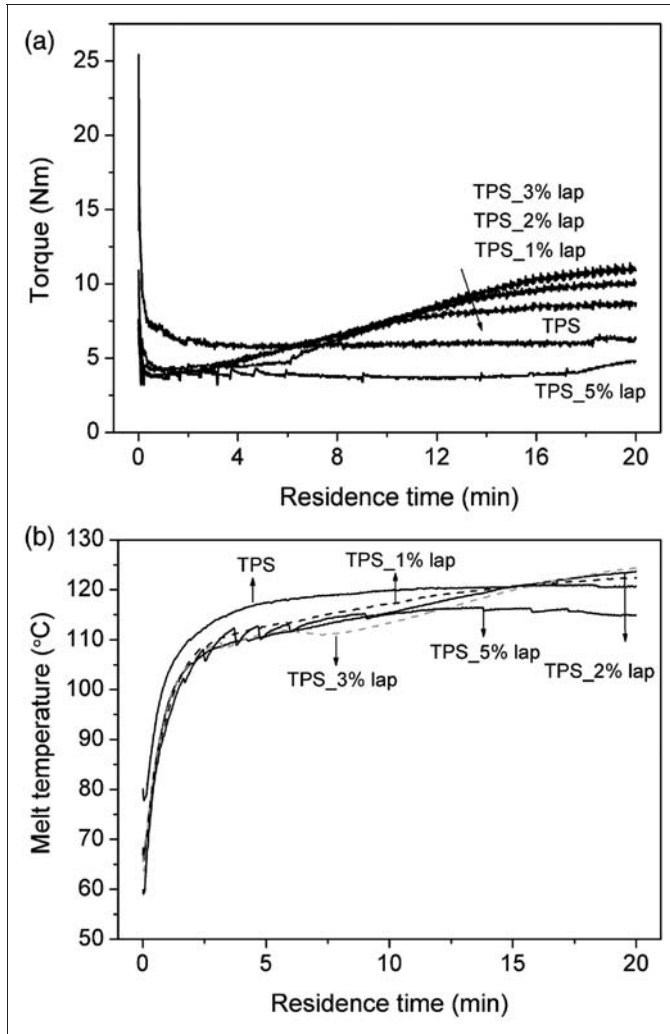 (a)
25
20
15
10
5
0
Torque (Nm)
TPS_3% lap
TPS_2% lap
TPS_1% lap
TPS
TPS_5% lap
0 4 8 12 16 20
Residence time (min)
(b)
130
120
110
100
90
80
70
60
50
Melt temperature (°C)
TPS
TPS_1% lap
TPS_5% lap
TPS_3% lap
TPS_2% lap
0 5 10 15 20
Residence time (min)